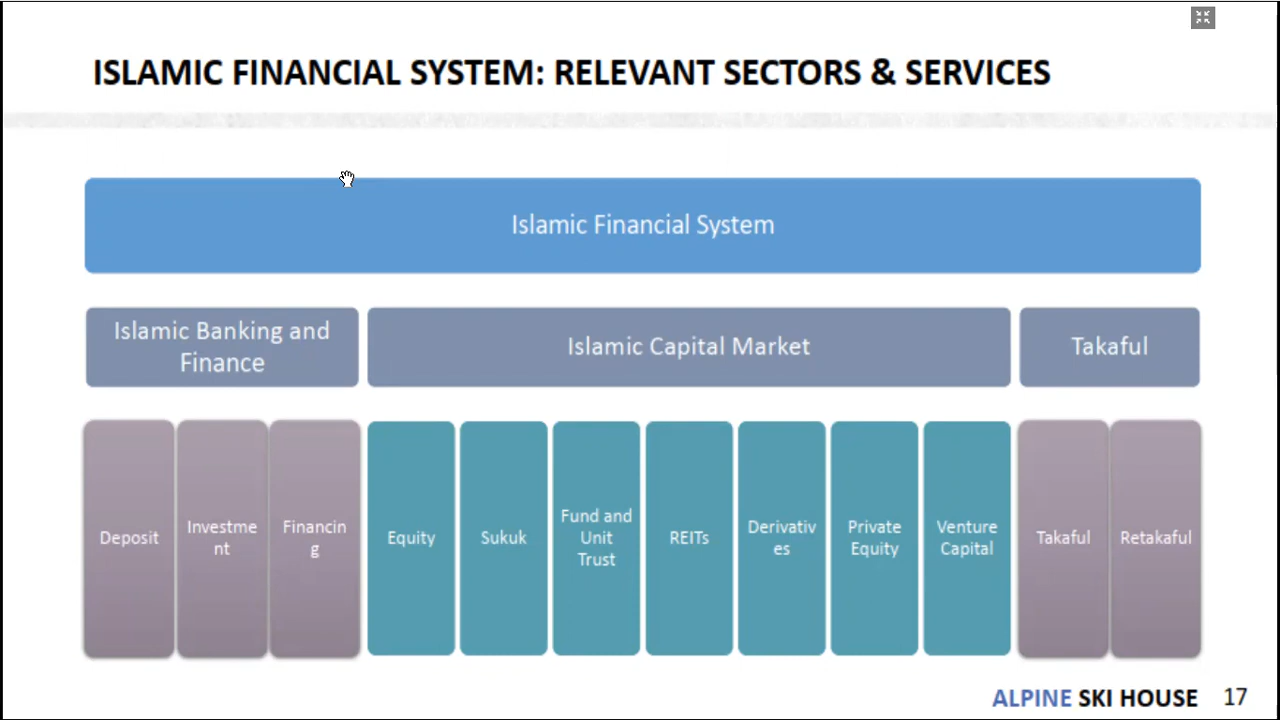 ISLAMIC FINANCIAL SYSTEM: RELEVANT SECTORS & SERVICES
Islamic Financial System
Islamic Banking and
Finance
Islamic Capital Market
Takaful
Deposit
Investme
nt
Financin
g
Equity
Sukuk
Fund and
Unit
Trust
REITs
Derivativ
es
Private
Equity
Venture
Capital
Takaful
Retakaful
ALPINE SKI HOUSE 17